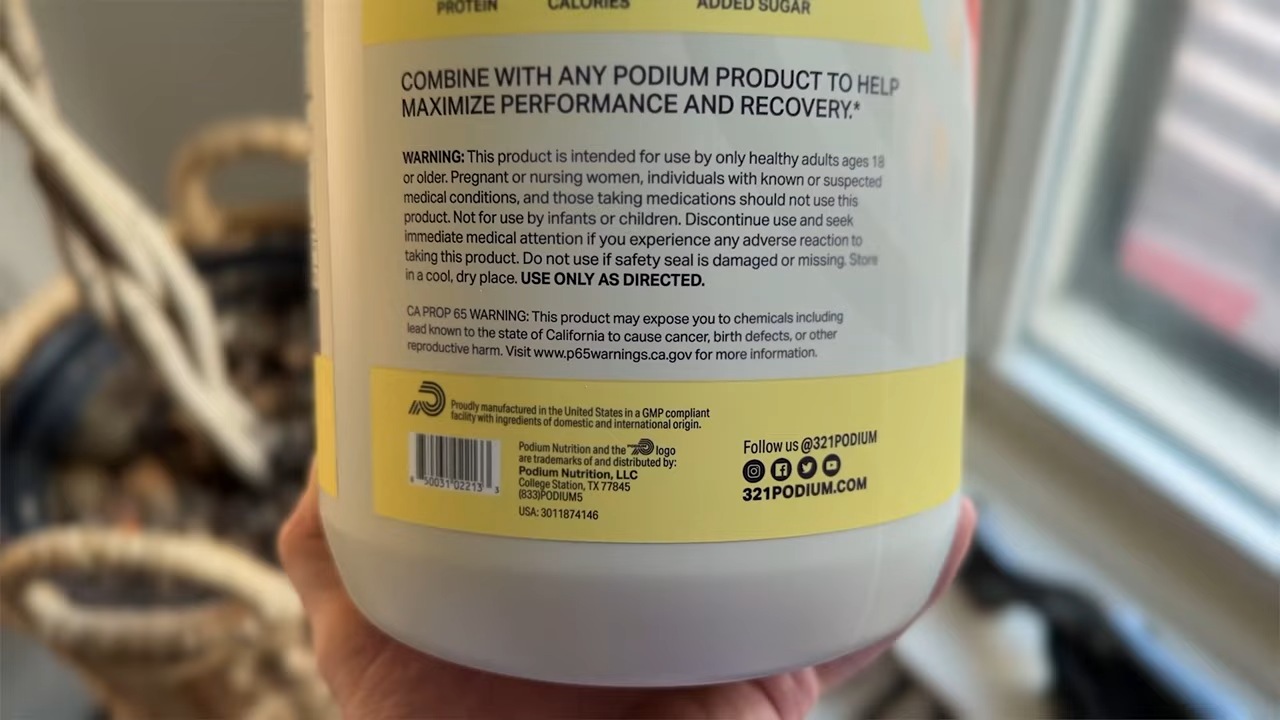 PROTEIN CALORIES ADDED SUGAR
COMBINE WITH ANY PODIUM PRODUCT TO HELP
MAXIMIZE PERFORMANCE AND RECOVERY.*
WARNING: This product is intended for use by only healthy adults ages 18
or older. Pregnant or nursing women, individuals with known or suspected
medical conditions, and those taking medications should not use this
product. Not for use by infants or children. Discontinue use and seek
immediate medical attention if you experience any adverse reaction to
taking this product. Do not use if safety seal is damaged or missing. Store
in a cool, dry place. USE ONLY AS DIRECTED.
CA PROP 65 WARNING: This product may expose you to chemicals including
lead known to the state of California to cause cancer, birth defects, or other
reproductive harm. Visit www.p65warnings.ca.gov for more information.
Proudly manufactured in the United States in a GMP compliant
facility with ingredients of domestic and international origin.
8 50031 02213 3
Podium Nutrition and the logo
are trademarks of and distributed by:
Podium Nutrition, LLC
College Station, TX 77845
(833)PODIUM5
USA: 3011874146
Follow us @321PODIUM
321PODIUM.COM